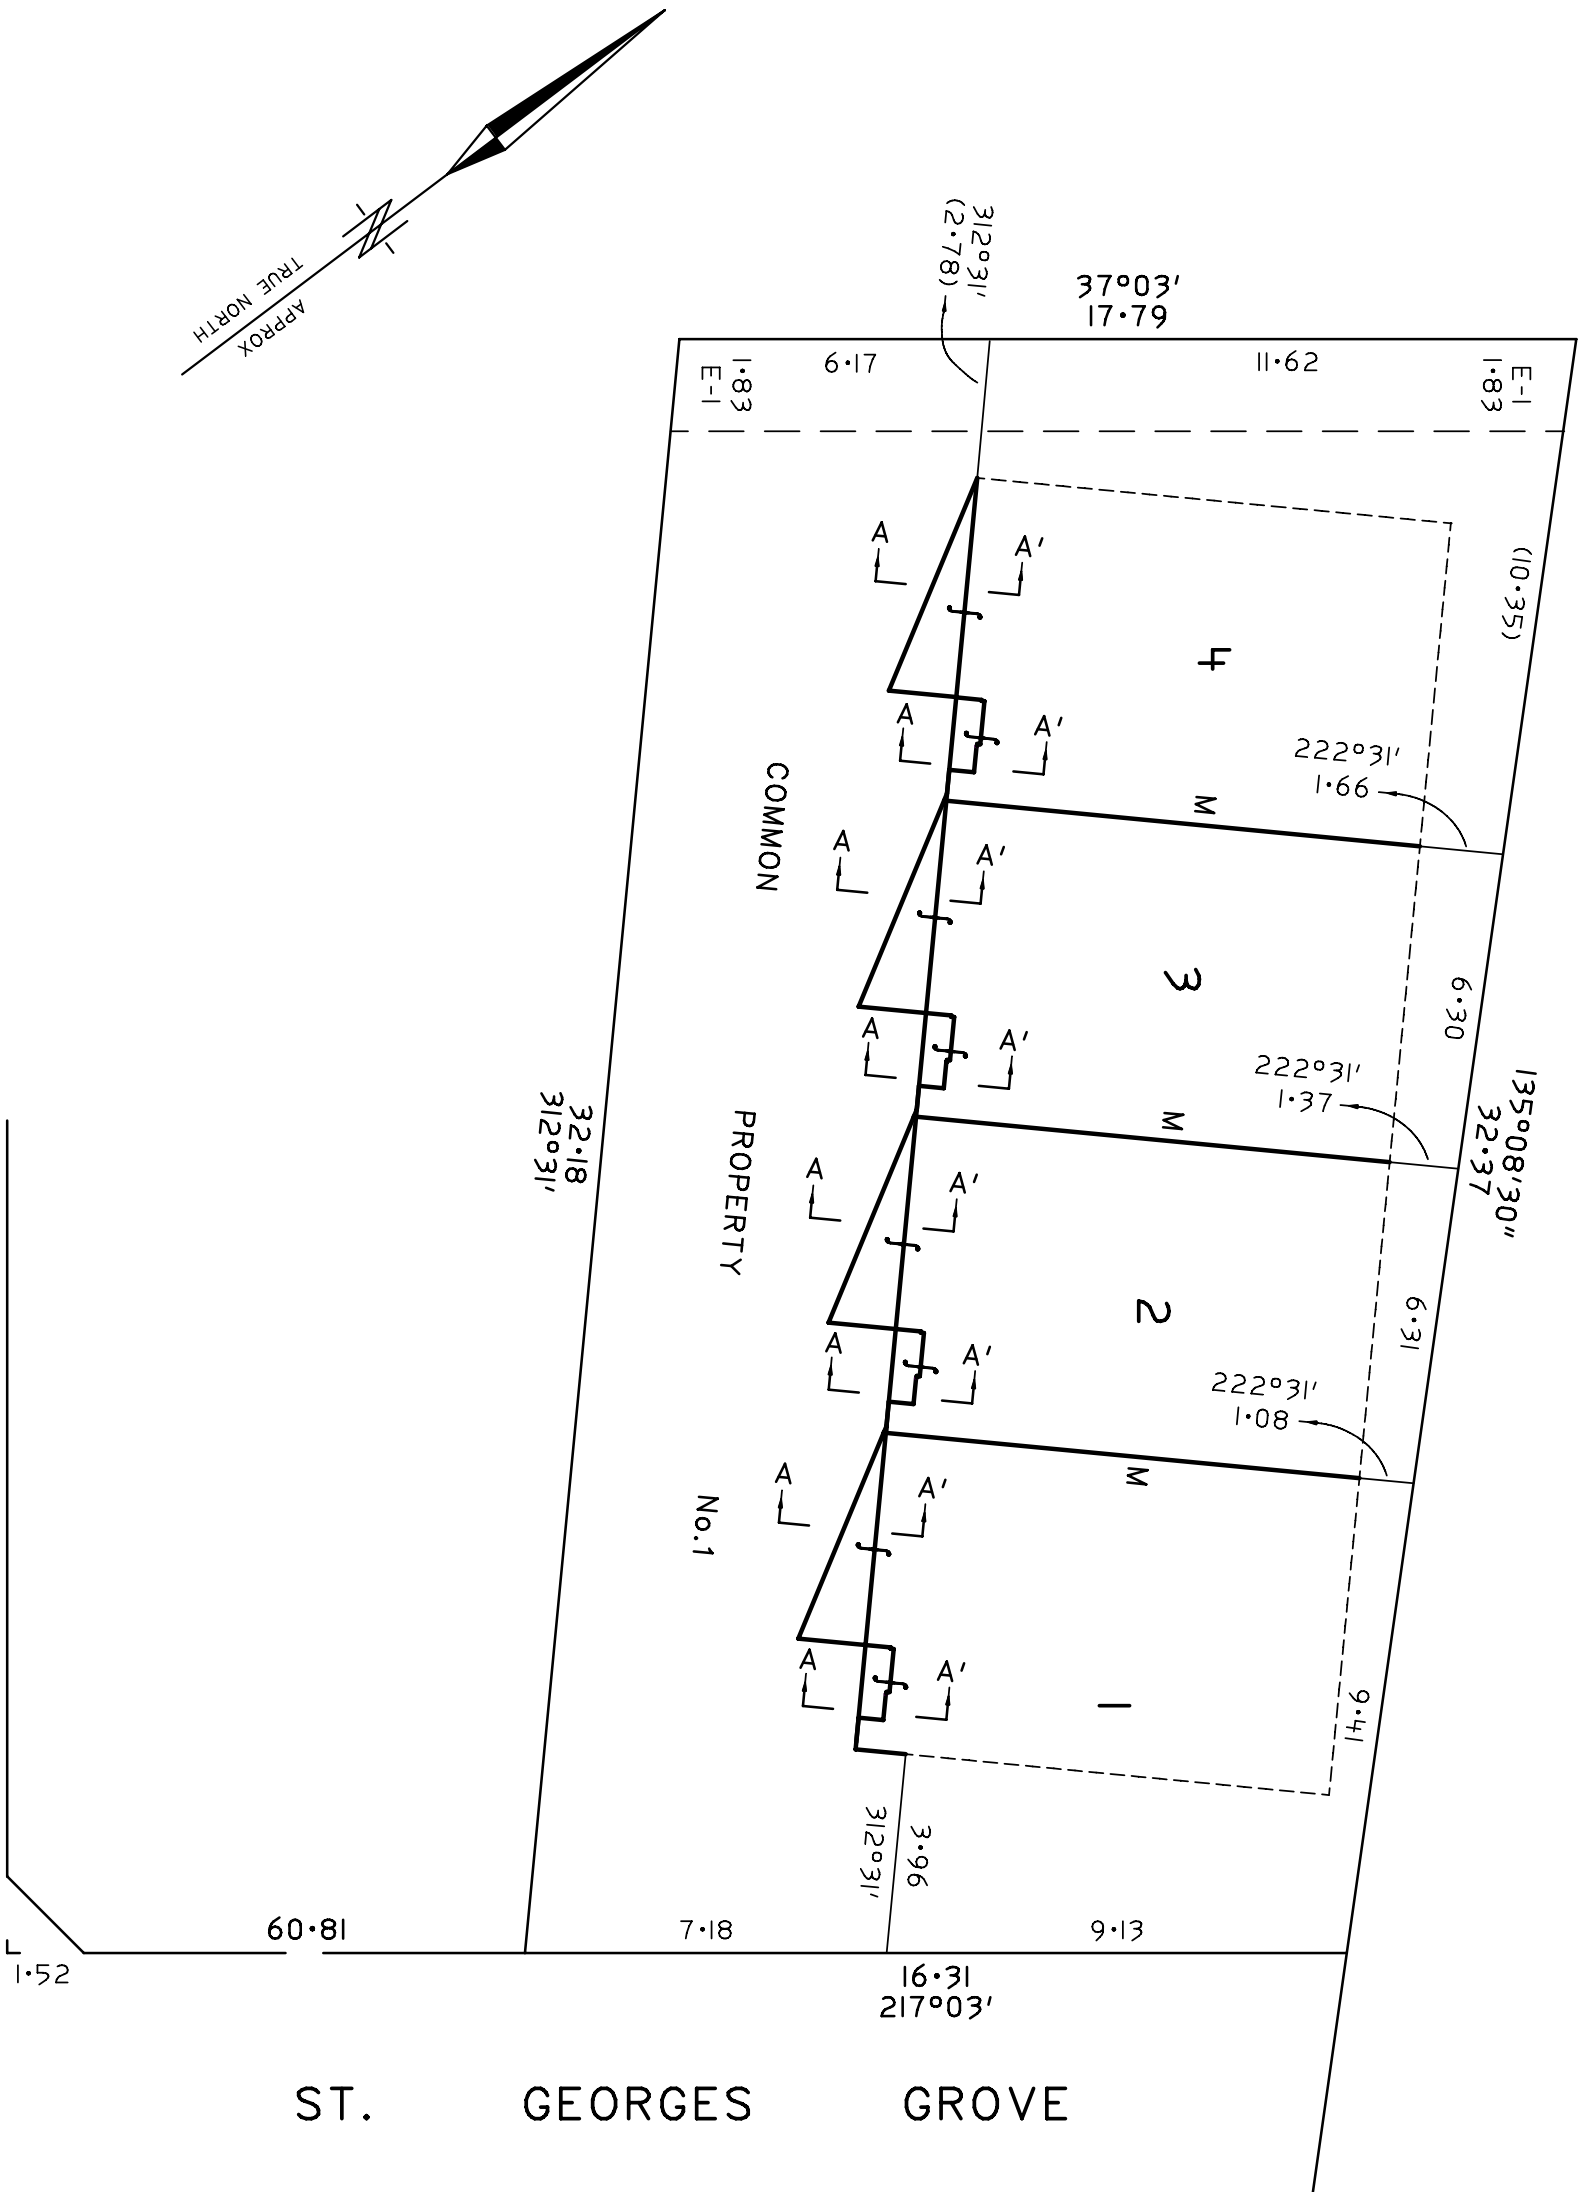 TRUE NORTH
APPROX
312°31'
(2·78)
37°03'
17·79
6·17
11·62
E-1
1·83
E-1
1·83
(10·35)
A
A'
4
A
A'
222°31'
1·66
M
COMMON
A
A'
3
6·30
A
A'
222°31'
1·37
M
135°08'30"
32·37
32·18
312°31'
PROPERTY
A
A'
2
6·31
A
A'
222°31'
1·08
M
No.1
A
A'
A
A'
1
9·41
3·96
312°31'
60·81
7·18
9·13
1·52
16·31
217°03'
ST. GEORGES GROVE